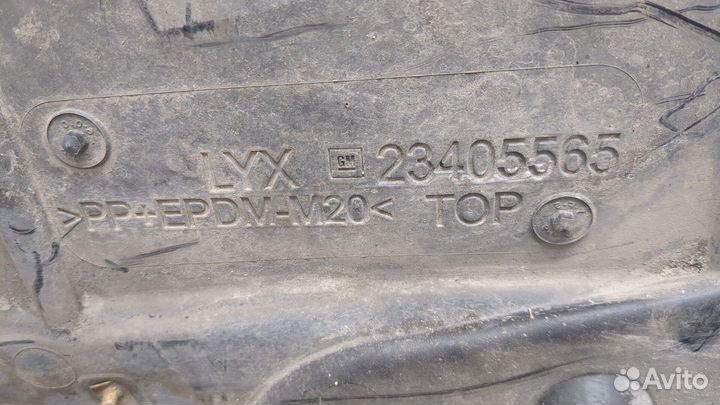 LYX GM 23405565
>PP+EPDM-M20< TOP
Avito